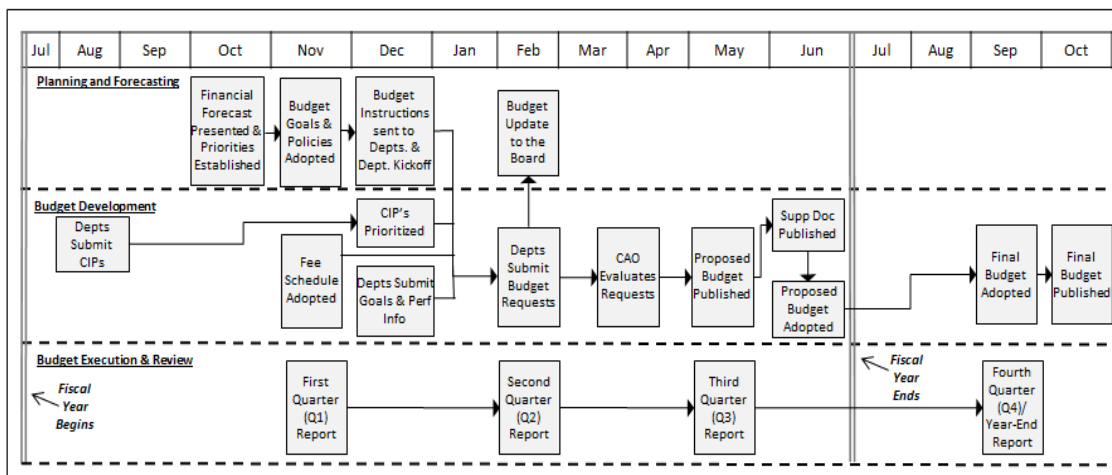 Jul Aug Sep Oct Nov Dec Jan Feb Mar Apr May Jun Jul Aug Sep Oct
Planning and Forecasting
Financial
Forecast
Presented &
Priorities
Established
Budget
Goals &
Policies
Adopted
Budget
Instructions
sent to
Depts. &
Dept. Kickoff
Budget
Update
to the
Board
Budget Development
Depts
Submit
CIPs
CIP's
Prioritized
Fee
Schedule
Adopted
Depts Submit
Goals & Perf
Info
Depts
Submit
Budget
Requests
CAO
Evaluates
Requests
Proposed
Budget
Published
Supp Doc
Published
Proposed
Budget
Adopted
Final
Budget
Adopted
Final
Budget
Published
Budget Execution & Review
Fiscal
Year
Begins
First
Quarter
(Q1)
Report
Second
Quarter
(Q2)
Report
Third
Quarter
(Q3)
Report
Fiscal
Year
Ends
Fourth
Quarter
(Q4)/
Year-End
Report